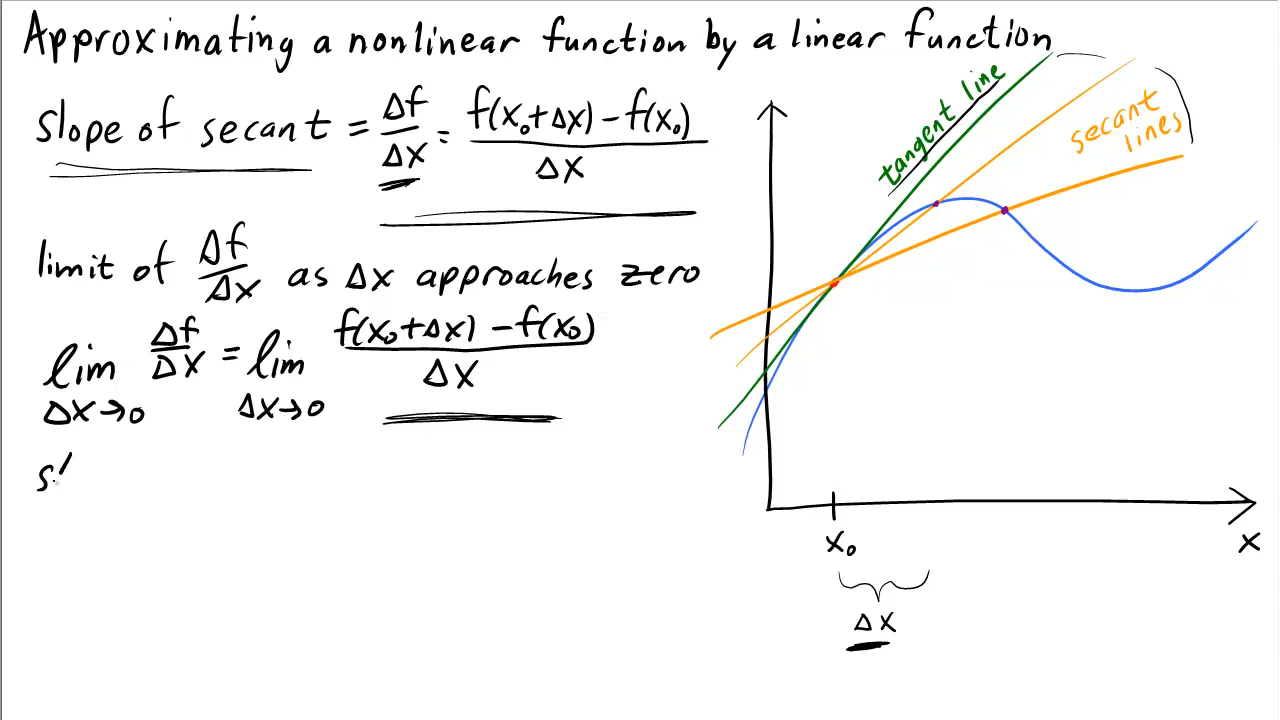 Approximating a nonlinear function by a linear function
slope of secant = Δf/Δx = (f(x₀+Δx) − f(x₀))/Δx
limit of Δf/Δx as Δx approaches zero
lim Δx→0 Δf/Δx = lim Δx→0 (f(x₀+Δx) − f(x₀))/Δx
tangent line
secant
lines
x₀
x
Δx